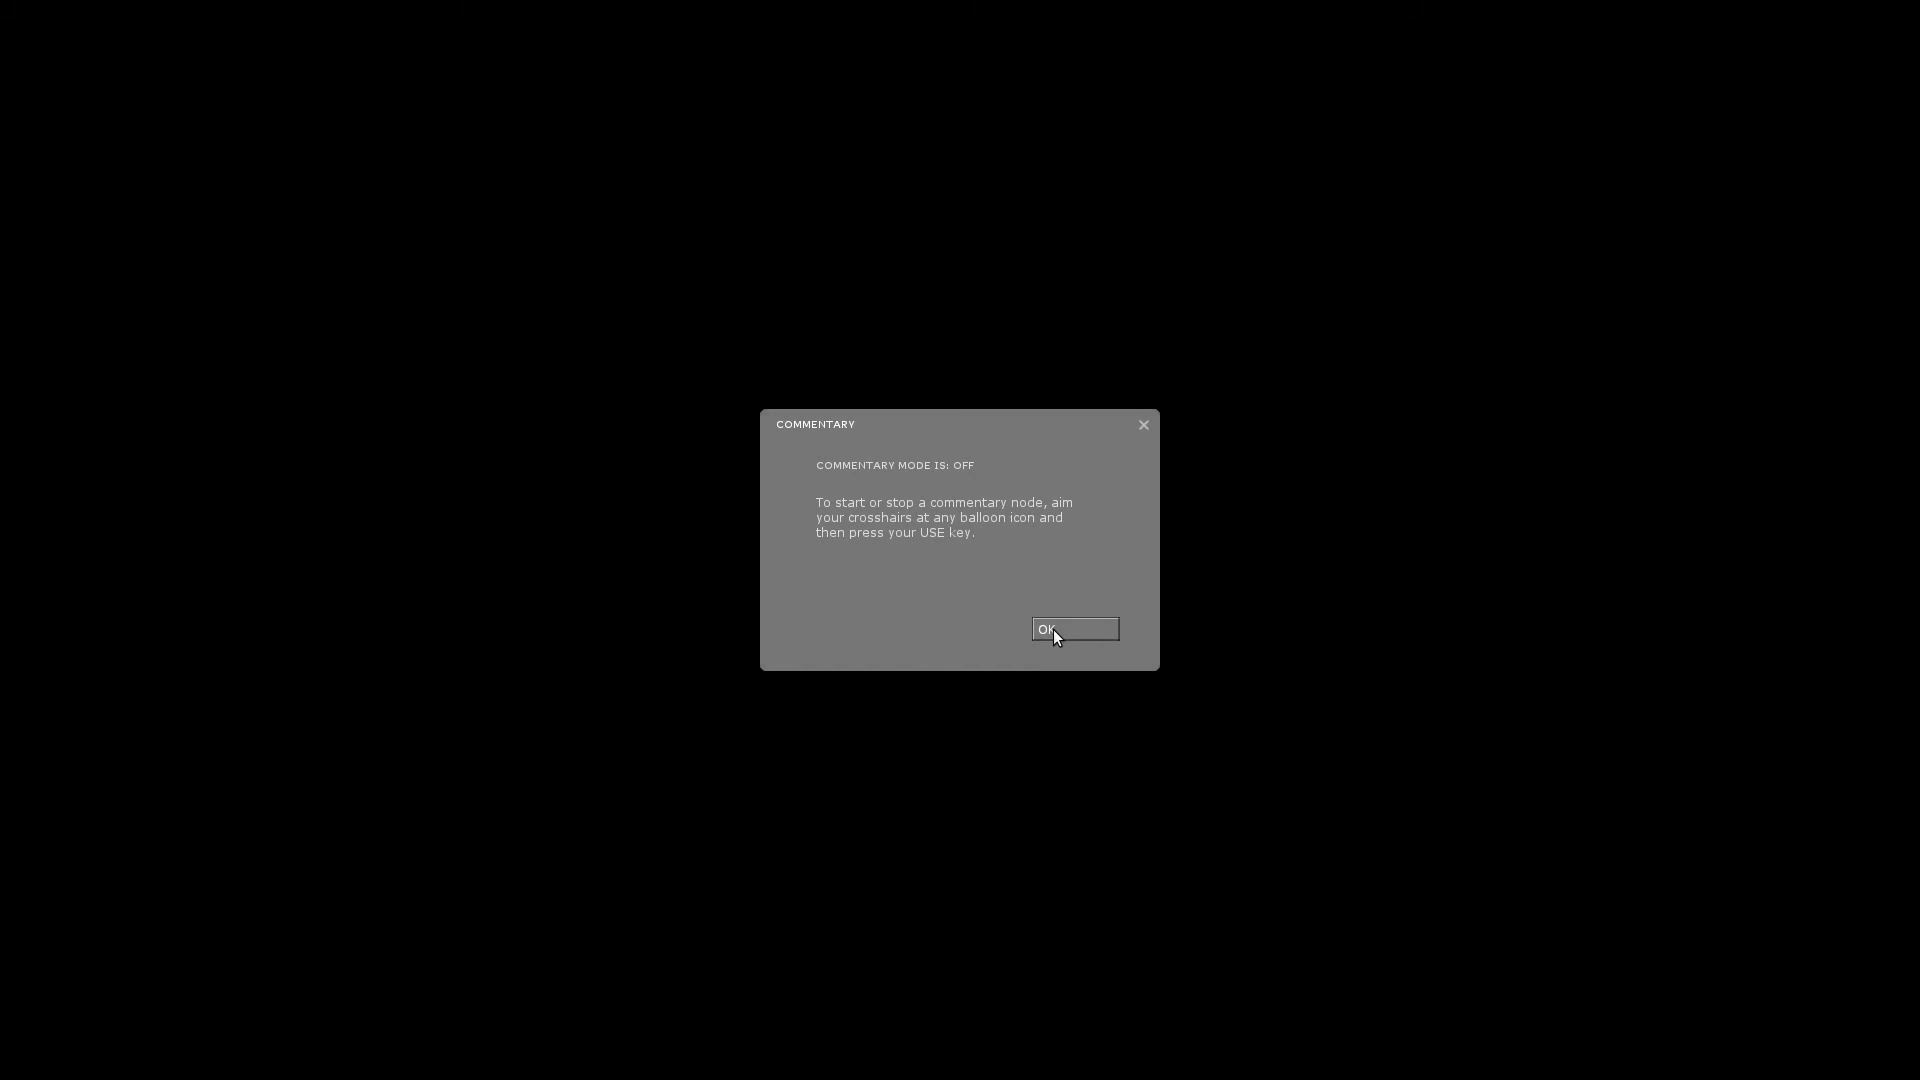 COMMENTARY
COMMENTARY MODE IS: OFF
To start or stop a commentary node, aim
your crosshairs at any balloon icon and
then press your USE key.
OK